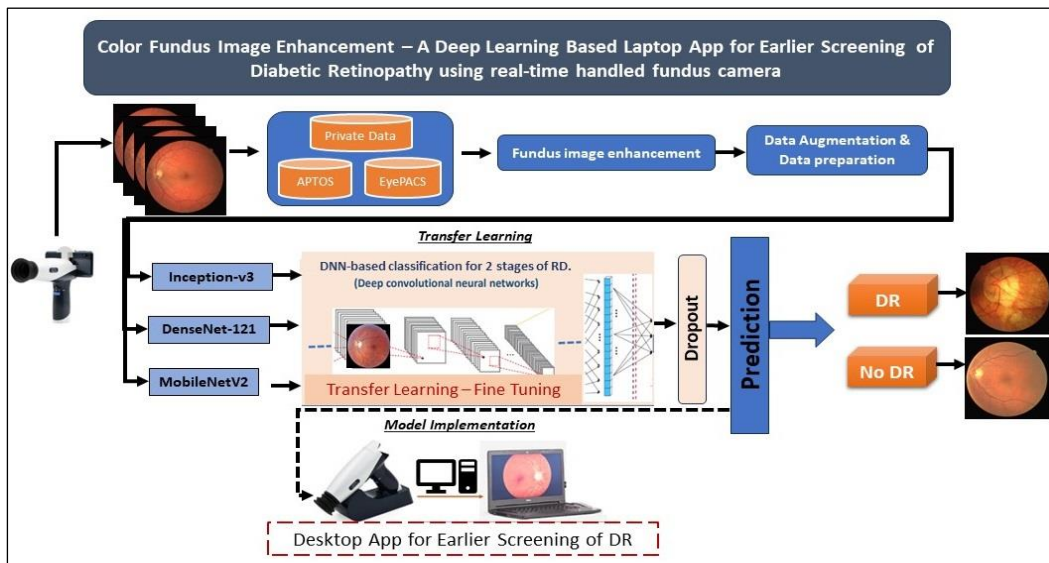 Color Fundus Image Enhancement – A Deep Learning Based Laptop App for Earlier Screening of
Diabetic Retinopathy using real-time handled fundus camera
Private Data
APTOS
EyePACS
Fundus image enhancement
Data Augmentation &
Data preparation
Transfer Learning
Inception-v3
DenseNet-121
MobileNetV2
DNN-based classification for 2 stages of RD.
(Deep convolutional neural networks)
Transfer Learning – Fine Tuning
Dropout
Prediction
DR
No DR
Model Implementation
Desktop App for Earlier Screening of DR